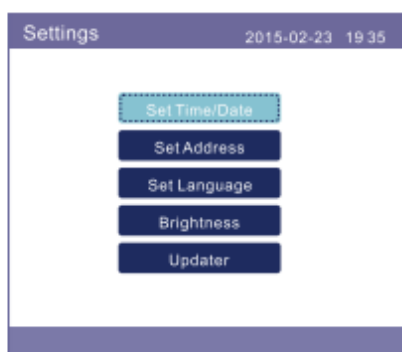 Settings 2015-02-23 19 35
Set Time/Date
Set Address
Set Language
Brightness
Updater